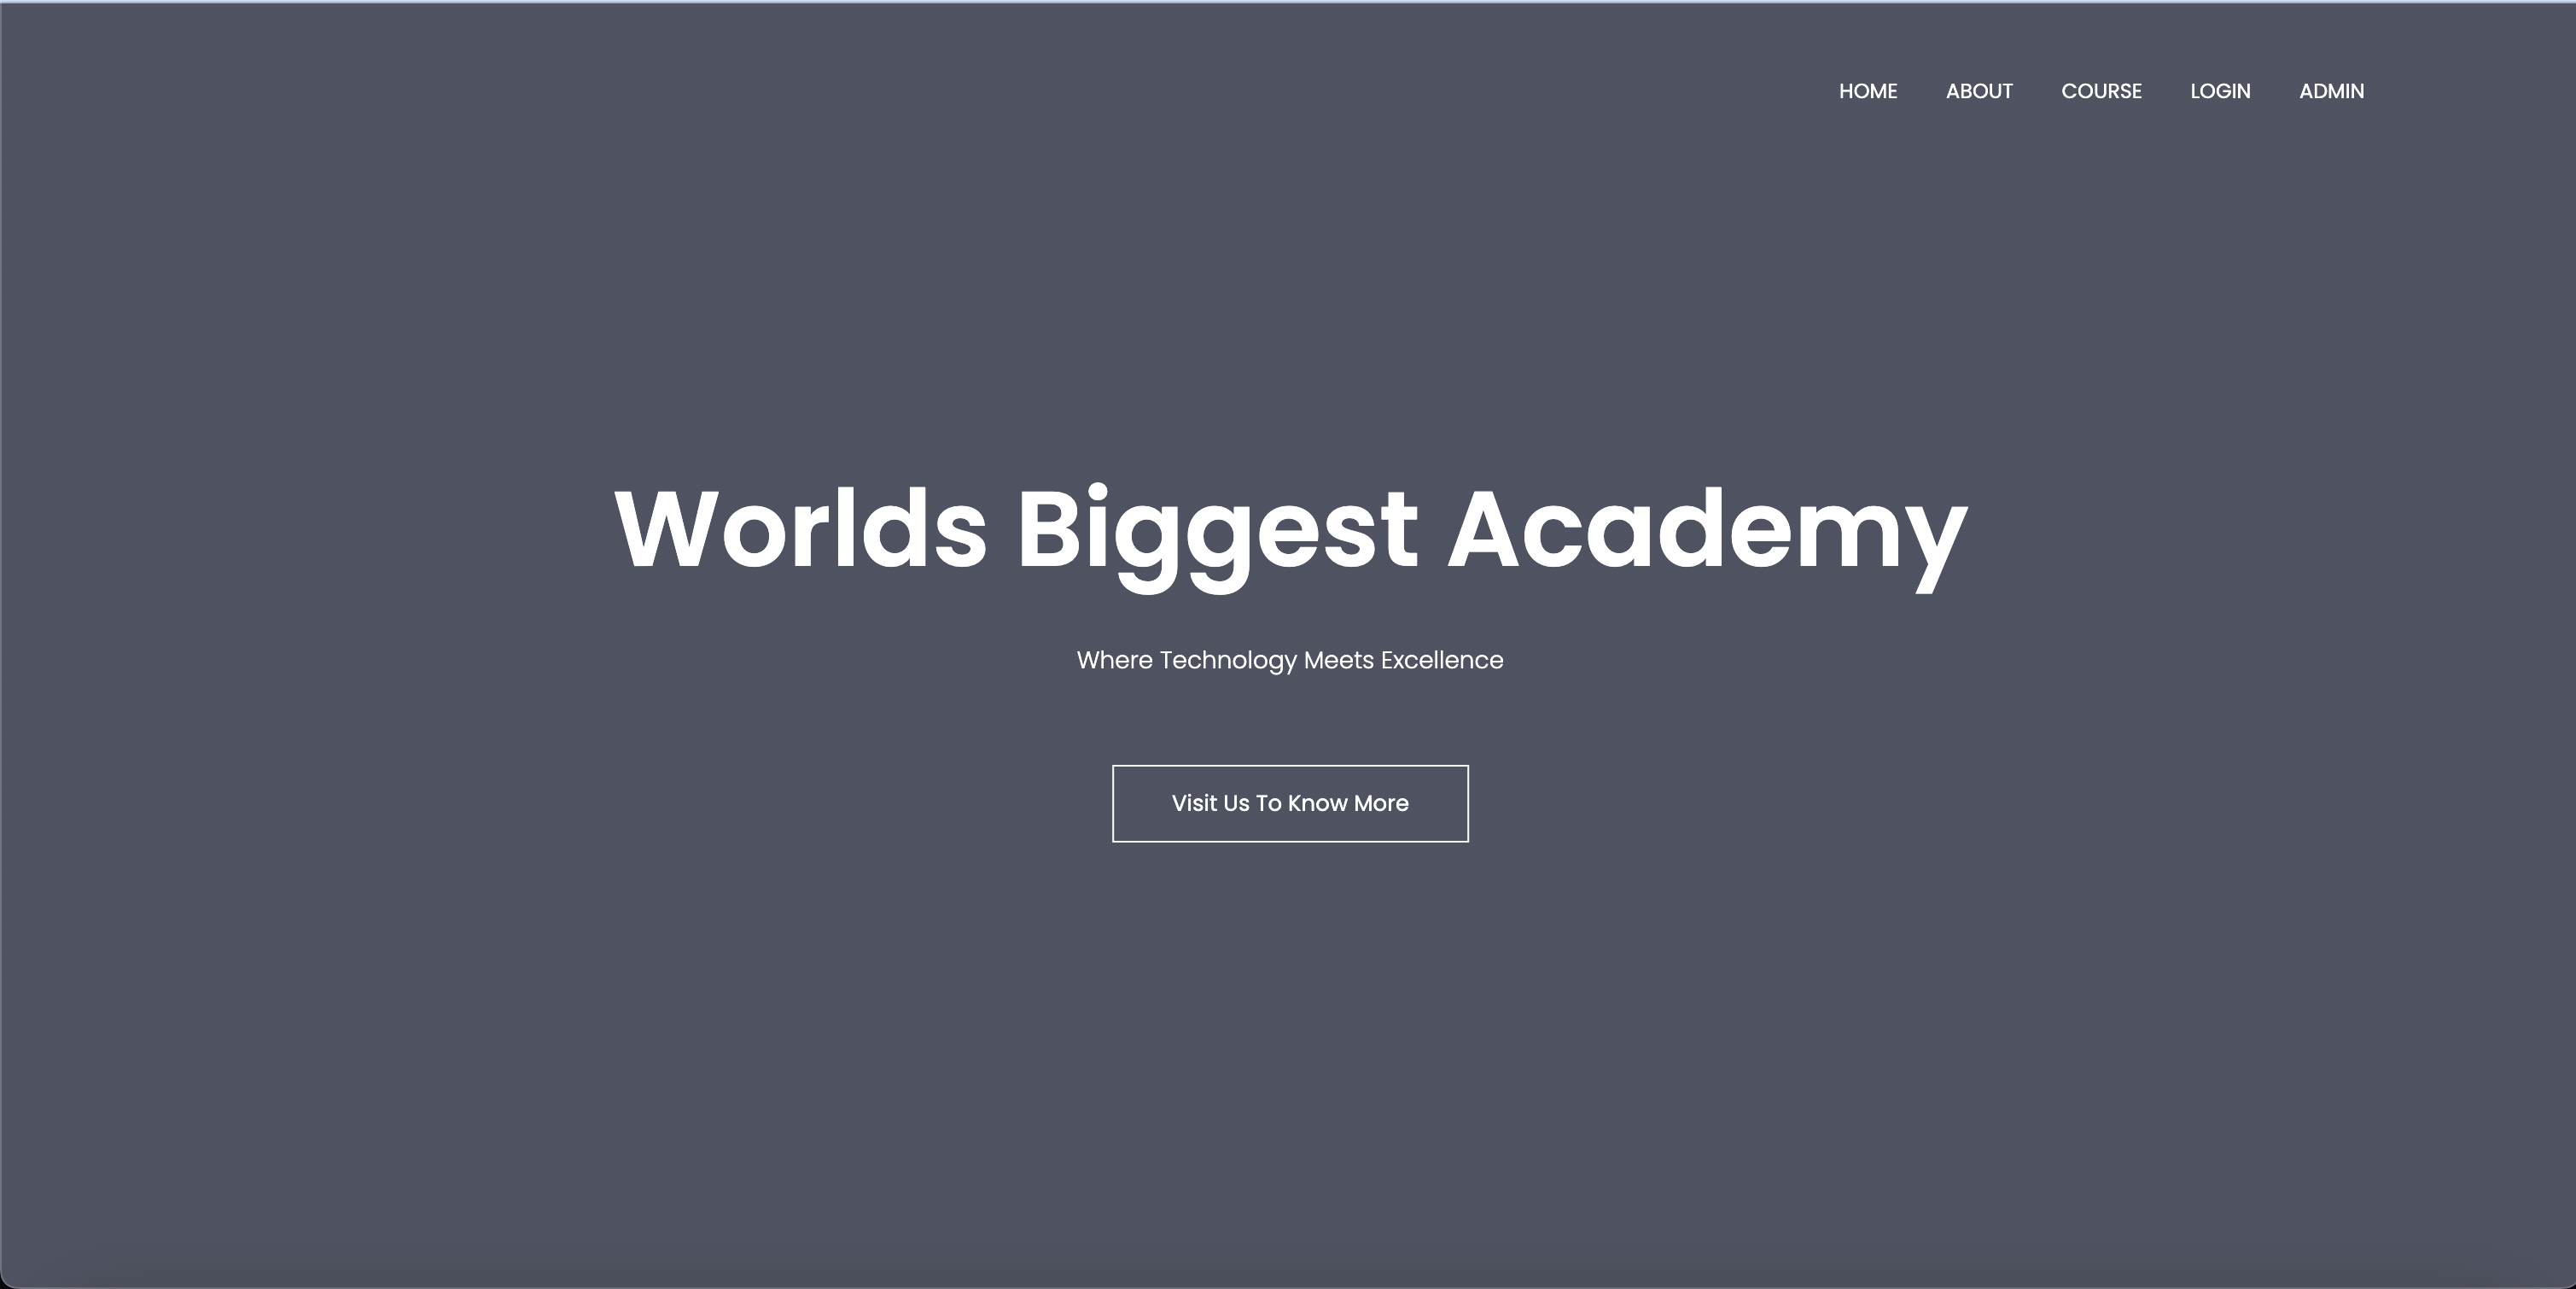 HOME ABOUT COURSE LOGIN ADMIN
Worlds Biggest Academy
Where Technology Meets Excellence
Visit Us To Know More